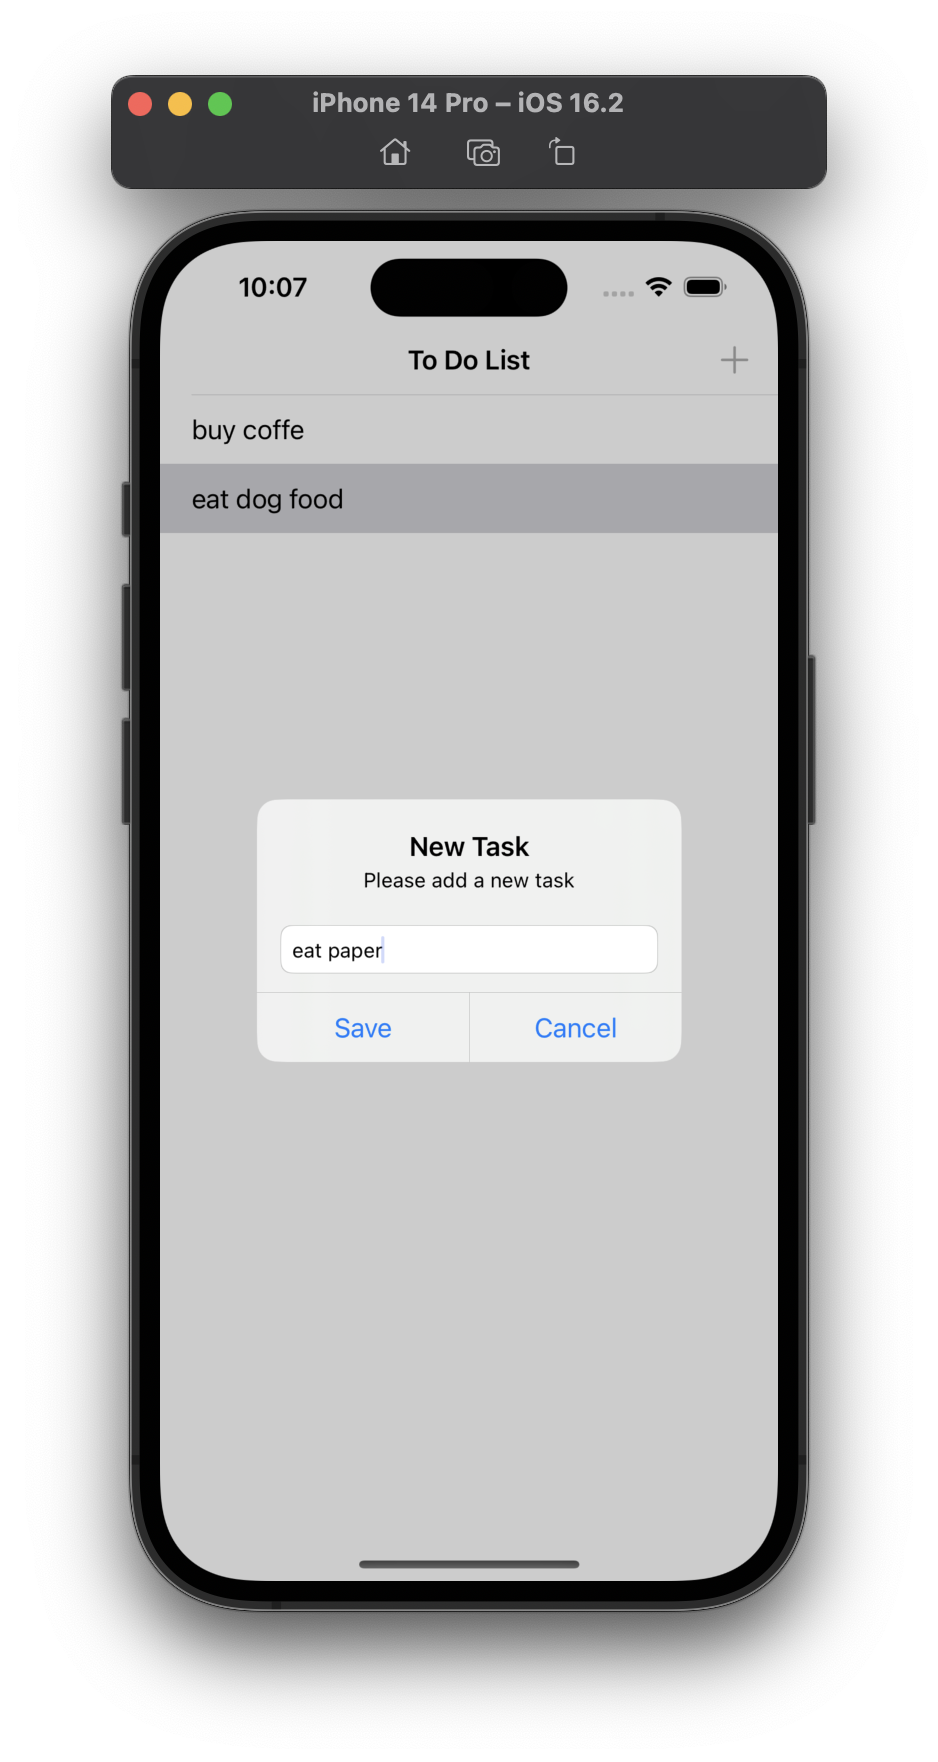 iPhone 14 Pro – iOS 16.2
10:07
To Do List
buy coffe
eat dog food
New Task
Please add a new task
eat paper
Save Cancel